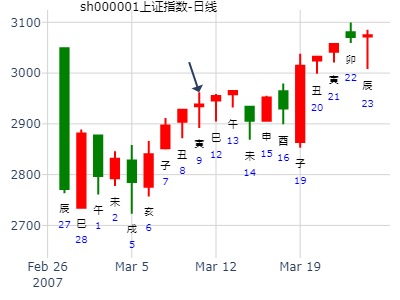 sh000001上证指数-日线
3100
3000
2900
2800
2700
辰
27
巳
28
午
1
未
2
戌
5
亥
6
子
7
丑
8
寅
9
巳
12
午
13
未
14
申
15
酉
16
子
19
丑
20
寅
21
卯
22
辰
23
Feb 26
2007
Mar 5
Mar 12
Mar 19